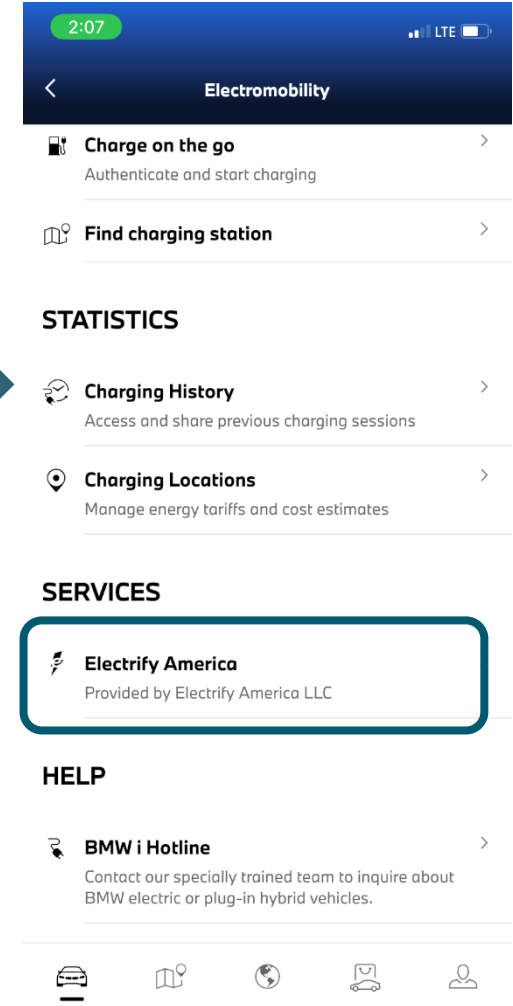 2:07
LTE
Electromobility
Charge on the go
Authenticate and start charging
Find charging station
STATISTICS
Charging History
Access and share previous charging sessions
Charging Locations
Manage energy tariffs and cost estimates
SERVICES
Electrify America
Provided by Electrify America LLC
HELP
BMW i Hotline
Contact our specially trained team to inquire about
BMW electric or plug-in hybrid vehicles.